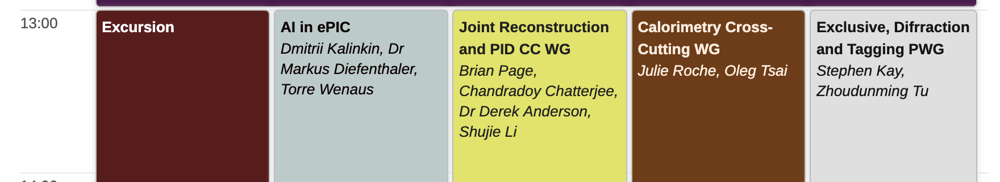 13:00
Excursion
AI in ePIC
Dmitrii Kalinkin, Dr
Markus Diefenthaler,
Torre Wenaus
Joint Reconstruction
and PID CC WG
Brian Page,
Chandradoy Chatterjee,
Dr Derek Anderson,
Shujie Li
Calorimetry Cross-
Cutting WG
Julie Roche, Oleg Tsai
Exclusive, Difrraction
and Tagging PWG
Stephen Kay,
Zhoudunming Tu